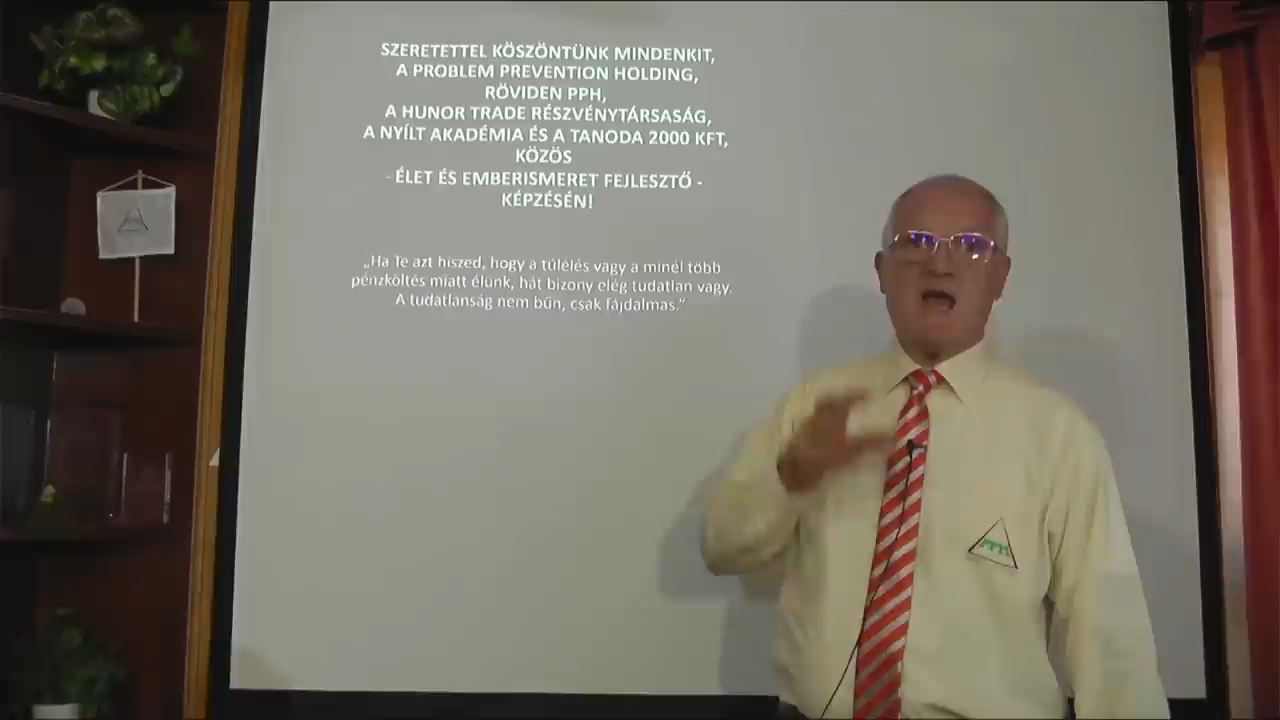 SZERETETTEL KÖSZÖNTÜNK MINDENKIT,
A PROBLEM PREVENTION HOLDING,
RÖVIDEN PPH,
A HUNOR TRADE RÉSZVÉNYTÁRSASÁG,
A NYÍLT AKADÉMIA ÉS A TANODA 2000 KFT,
KÖZÖS
- ÉLET ÉS EMBERISMERET FEJLESZTŐ -
KÉPZÉSÉN!
„Ha Te azt hiszed, hogy a túlélés vagy a minél több
pénzköltés miatt élünk, hát bizony elég tudatlan vagy.
A tudatlanság nem bűn, csak fájdalmas.”
PPH